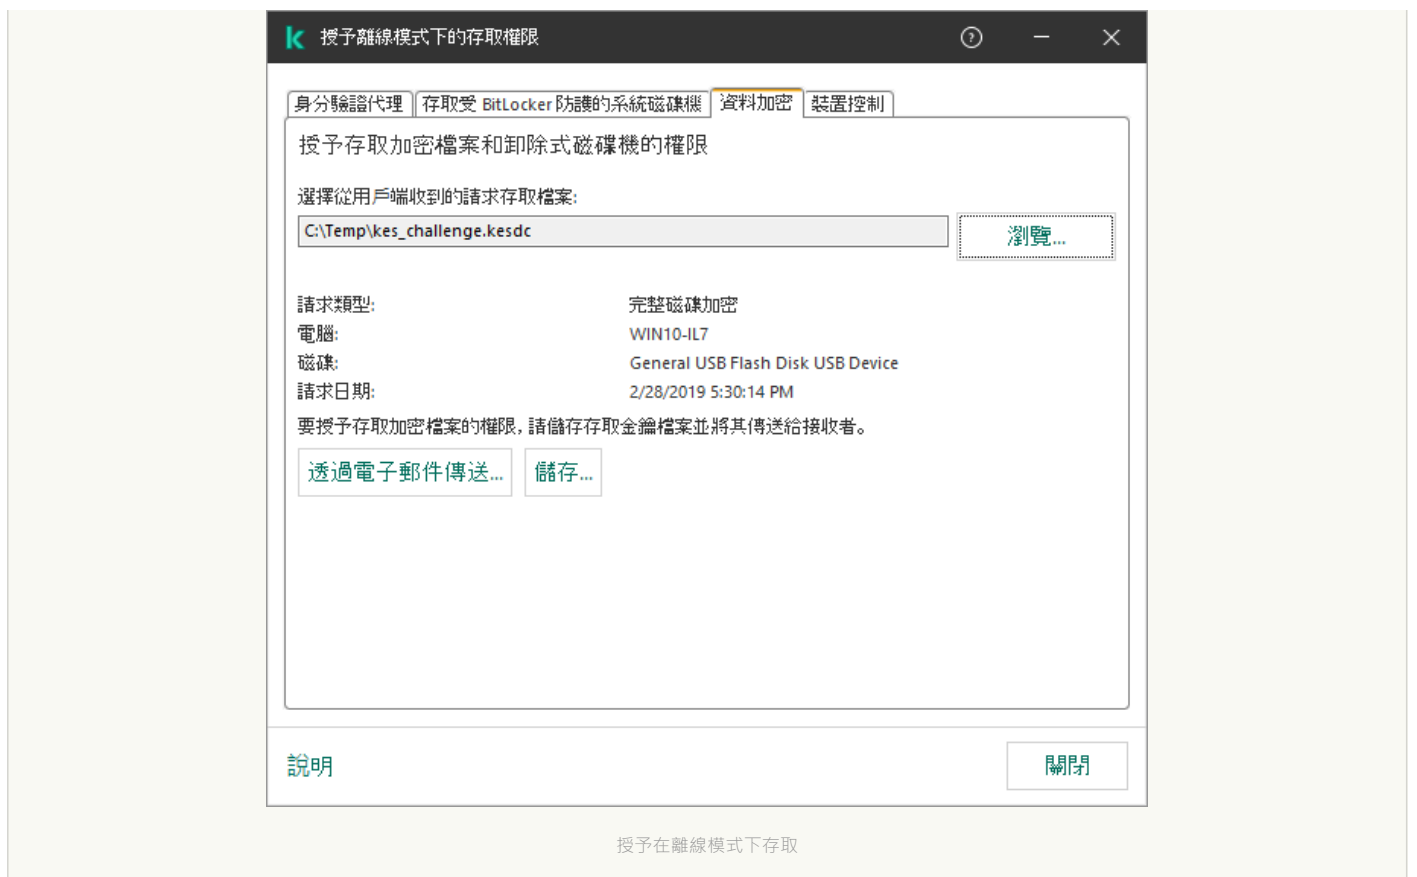 授予離線模式下的存取權限
身分驗證代理 存取受 BitLocker 防護的系統磁碟機 資料加密 裝置控制
授予存取加密檔案和卸除式磁碟機的權限
選擇從用戶端收到的請求存取檔案:
C:\Temp\kes_challenge.kesdc 瀏覽...
請求類型: 完整磁碟加密
電腦: WIN10-IL7
磁碟: General USB Flash Disk USB Device
請求日期: 2/28/2019 5:30:14 PM
要授予存取加密檔案的權限, 請儲存存取金鑰檔案並將其傳送給接收者。
透過電子郵件傳送... 儲存...
說明 關閉
授予在離線模式下存取